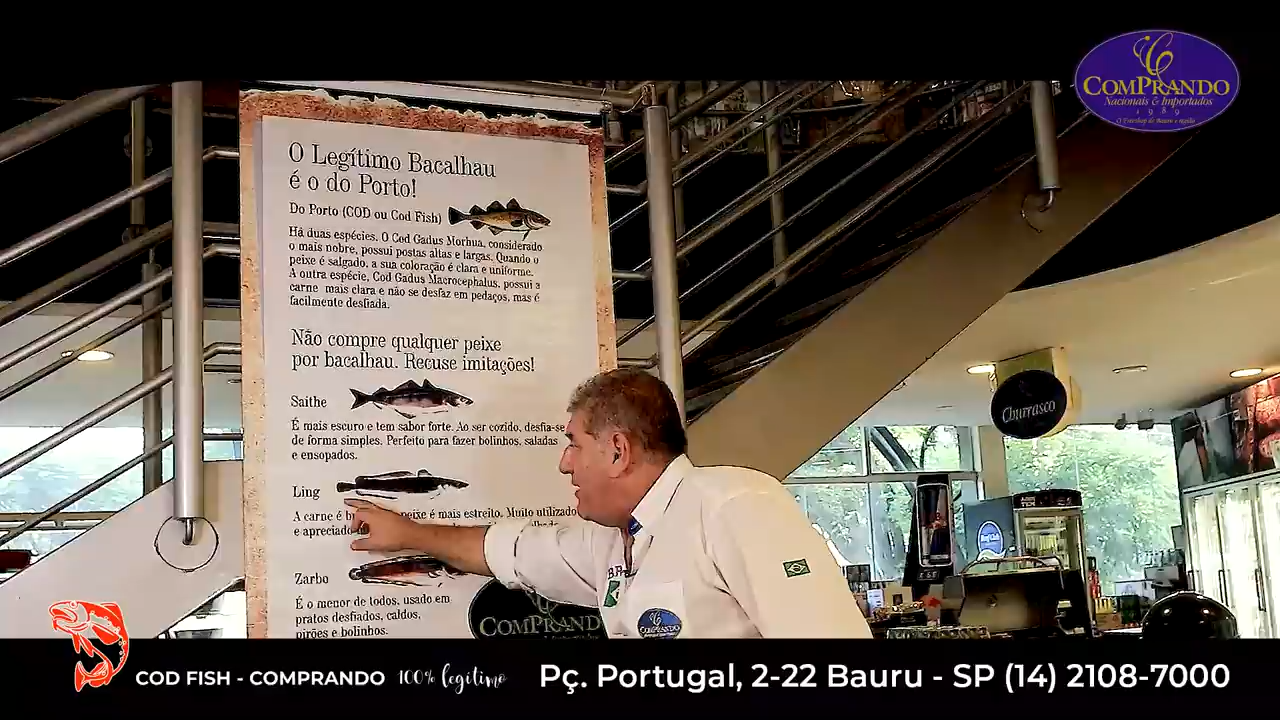 COMPRANDO
Nacionais & Importados
1989
O Legítimo Bacalhau
é o do Porto!
Do Porto (COD ou Cod Fish)
Há duas espécies. O Cod Gadus Morhua, considerado
o mais nobre, possui postas altas e largas. Quando o
peixe é salgado, a sua coloração é clara e uniforme.
A outra espécie, Cod Gadus Macrocephalus, possui a
carne mais clara e não se desfaz em pedaços, mas é
facilmente desfiada.
Não compre qualquer peixe
por bacalhau. Recuse imitações!
Saithe
É mais escuro e tem sabor forte. Ao ser cozido, desfia-se
de forma simples. Perfeito para fazer bolinhos, saladas
e ensopados.
Ling
A carne é peixe é mais estreito. Muito utilizado
e apreciado
Zarbo
É o menor de todos, usado em
pratos desfiados, caldos,
pirões e bolinhos.
COMPRAND
Churrasco
COMPRANDO
COD FISH - COMPRANDO 100% legítimo
Pç. Portugal, 2-22 Bauru - SP (14) 2108-7000